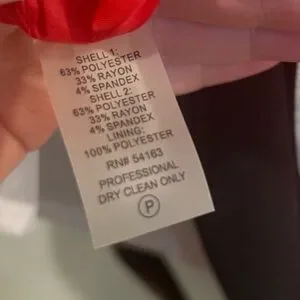 SHELL 1:
63% POLYESTER
33% RAYON
4% SPANDEX
SHELL 2:
63% POLYESTER
33% RAYON
4% SPANDEX
LINING:
100% POLYESTER
RN# 54163
PROFESSIONAL
DRY CLEAN ONLY
P